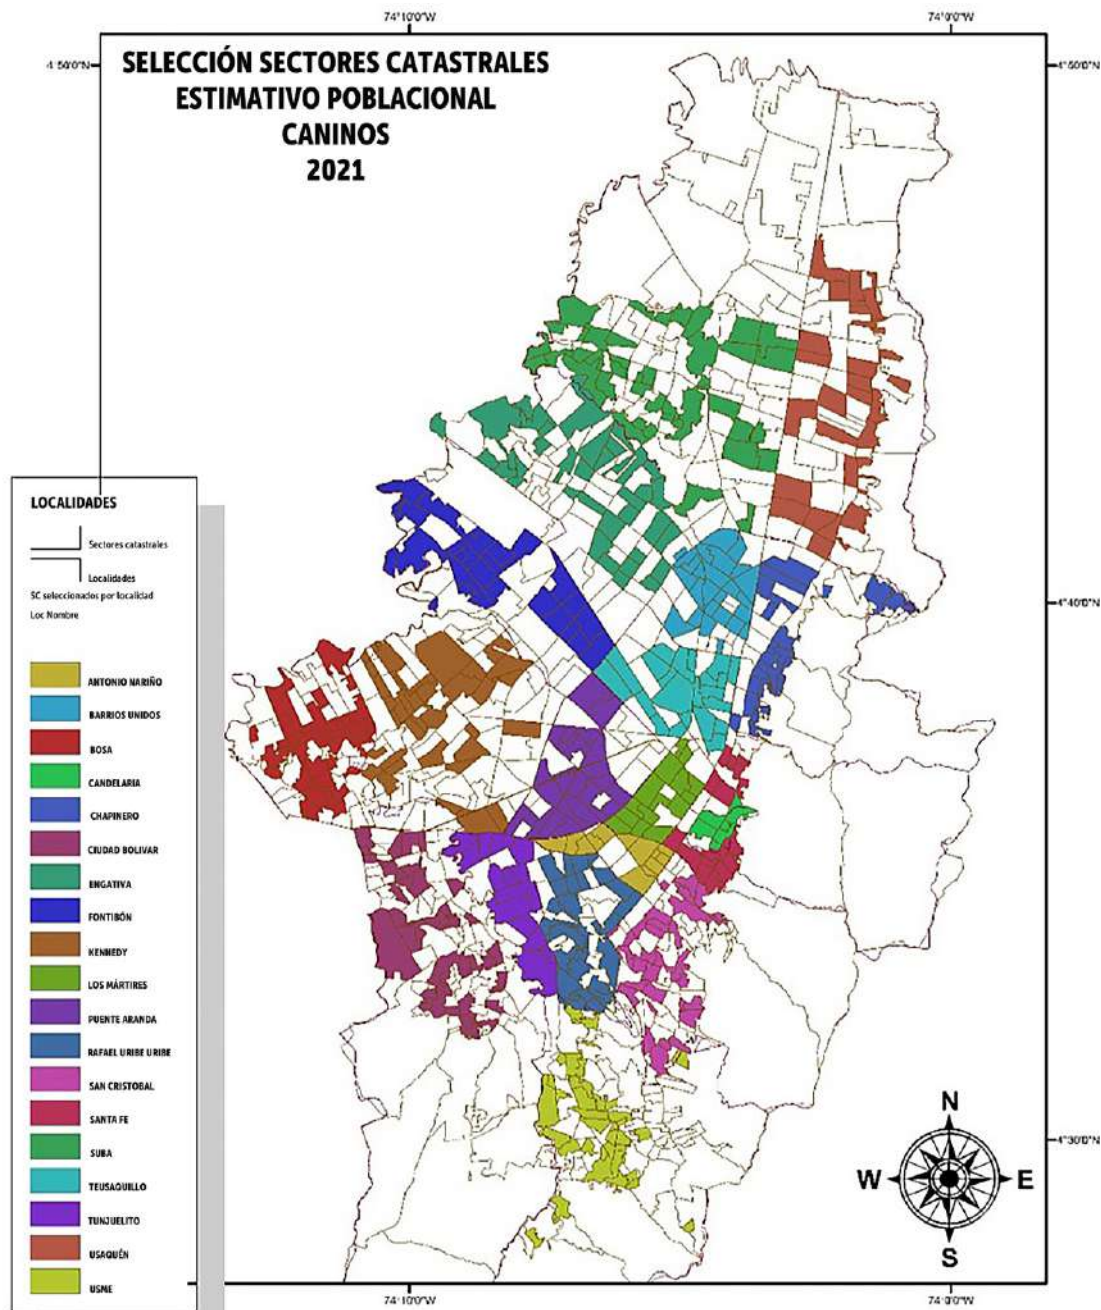 74°10'0"W
74°0'0"W
4°50'0"N
4°50'0"N
SELECCIÓN SECTORES CATASTRALES
ESTIMATIVO POBLACIONAL
CANINOS
2021
LOCALIDADES
Sectores catastrales
Localidades
SC seleccionados por localidad
Loc Nombre
ANTONIO NARIÑO
BARRIOS UNIDOS
BOSA
CANDELARIA
CHAPINERO
CIUDAD BOLIVAR
ENGATIVA
FONTIBÓN
KENNEDY
LOS MÁRTIRES
PUENTE ARANDA
RAFAEL URIBE URIBE
SAN CRISTOBAL
SANTA FE
SUBA
TEUSAQUILLO
TUNJUELITO
USAQUÉN
USME
4°40'0"N
4°30'0"N
N
W
E
S
74°10'0"W
74°0'0"W